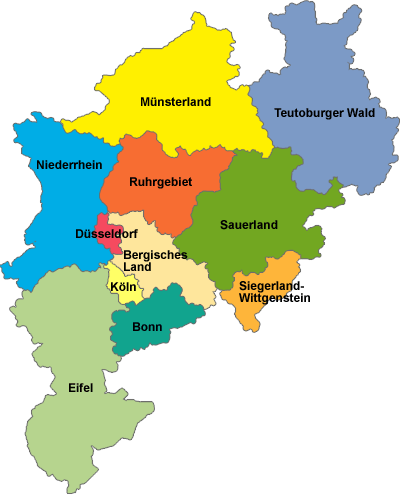 Münsterland
Teutoburger Wald
Niederrhein
Ruhrgebiet
Sauerland
Düsseldorf
Bergisches
Land
Köln
Siegerland-
Wittgenstein
Bonn
Eifel